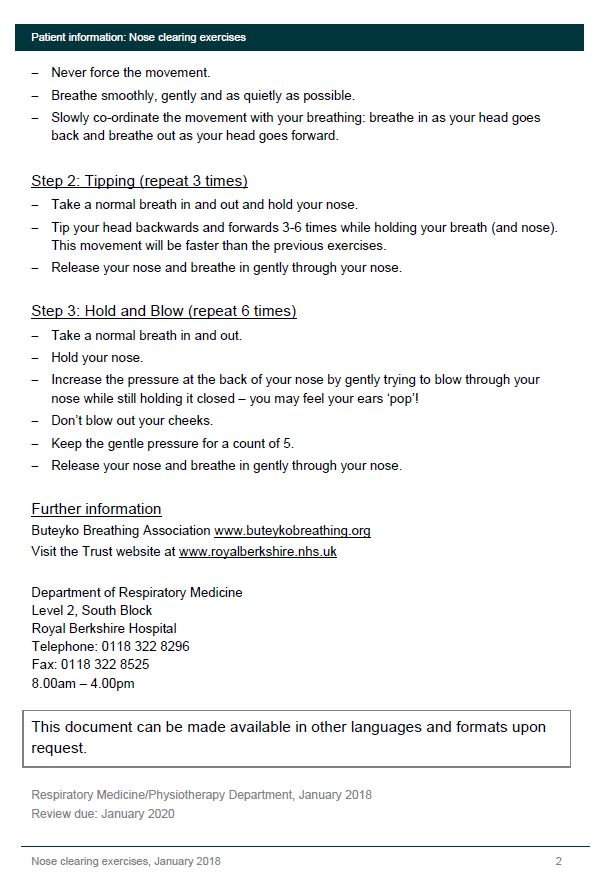 Patient information: Nose clearing exercises
– Never force the movement.
– Breathe smoothly, gently and as quietly as possible.
– Slowly co-ordinate the movement with your breathing: breathe in as your head goes
back and breathe out as your head goes forward.
Step 2: Tipping (repeat 3 times)
– Take a normal breath in and out and hold your nose.
– Tip your head backwards and forwards 3-6 times while holding your breath (and nose).
This movement will be faster than the previous exercises.
– Release your nose and breathe in gently through your nose.
Step 3: Hold and Blow (repeat 6 times)
– Take a normal breath in and out.
– Hold your nose.
– Increase the pressure at the back of your nose by gently trying to blow through your
nose while still holding it closed – you may feel your ears ‘pop’!
– Don’t blow out your cheeks.
– Keep the gentle pressure for a count of 5.
– Release your nose and breathe in gently through your nose.
Further information
Buteyko Breathing Association www.buteykobreathing.org
Visit the Trust website at www.royalberkshire.nhs.uk
Department of Respiratory Medicine
Level 2, South Block
Royal Berkshire Hospital
Telephone: 0118 322 8296
Fax: 0118 322 8525
8.00am – 4.00pm
This document can be made available in other languages and formats upon
request.
Respiratory Medicine/Physiotherapy Department, January 2018
Review due: January 2020
Nose clearing exercises, January 2018 2